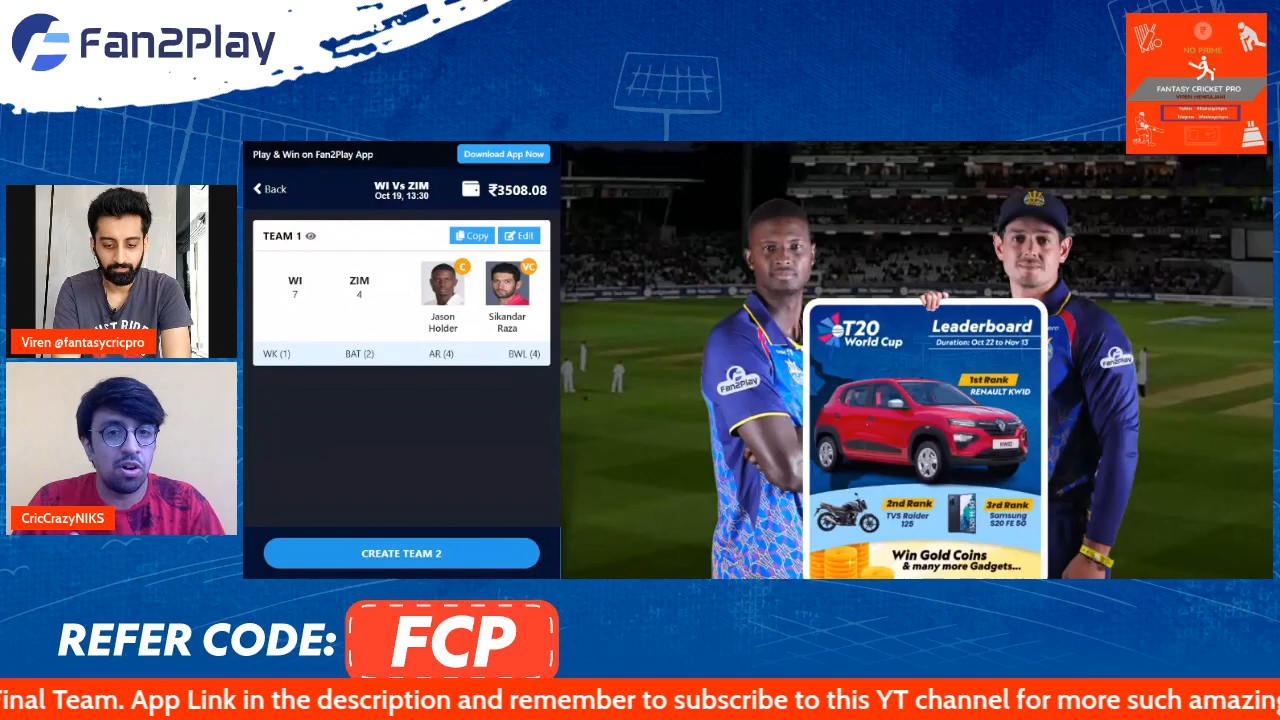 Fan2Play
NO PRIME
FANTASY CRICKET PRO
Play & Win on Fan2Play App
Download App Now
Back
WI Vs ZIM
Oct 19, 13:30
₹3508.08
TEAM 1
Copy
Edit
WI
7
ZIM
4
C
VC
Jason
Holder
Sikandar
Raza
WK (1)
BAT (2)
AR (4)
BWL (4)
CREATE TEAM 2
Viren @fantasycricpro
CricCrazyNIKS
Fan2Play
Fan2Play
T20
World Cup
Leaderboard
Duration: Oct 22 to Nov 13
1st Rank
RENAULT KWID
KWID
2nd Rank
TVS Raider
125
3rd Rank
Samsung
S20 FE 5G
Win Gold Coins
& many more Gadgets...
REFER CODE:
FCP
Final Team. App Link in the description and remember to subscribe to this YT channel for more such amazing